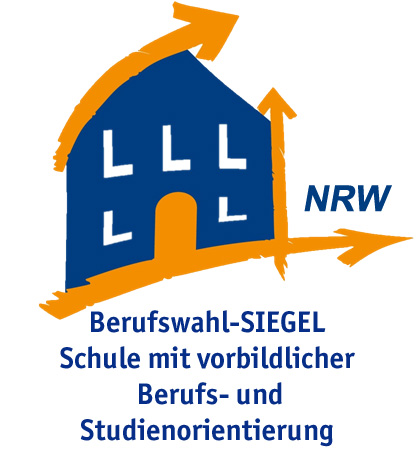 NRW
Berufswahl-SIEGEL
Schule mit vorbildlicher
Berufs- und
Studienorientierung